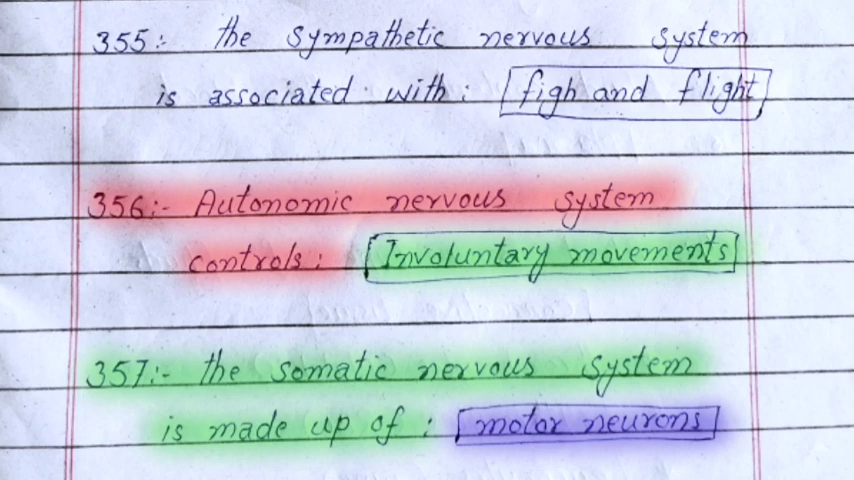 355:- the sympathetic nervous system
is associated with: figh and flight
356:- Autonomic nervous system
controls: Involuntary movements
357:- the somatic nervous system
is made up of: motor neurons